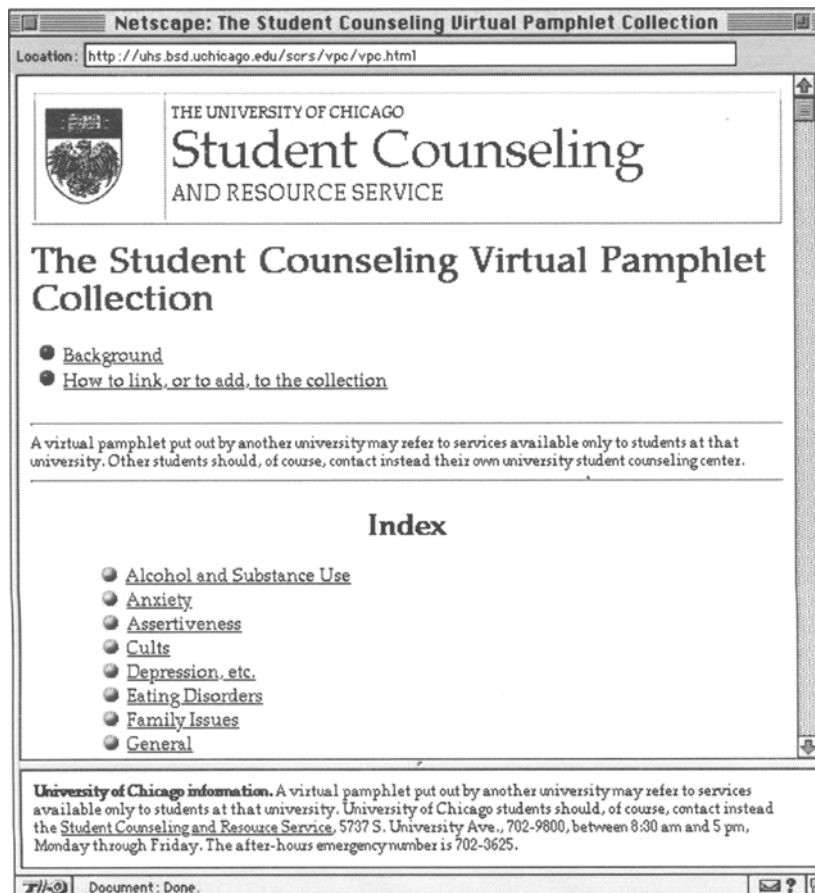 Netscape: The Student Counseling Virtual Pamphlet Collection
Location: http://uhs.bsd.uchicago.edu/scrs/vpc/vpc.html
THE UNIVERSITY OF CHICAGO
Student Counseling
AND RESOURCE SERVICE
The Student Counseling Virtual Pamphlet
Collection
Background
How to link, or to add, to the collection
A virtual pamphlet put out by another university may refer to services available only to students at that
university. Other students should, of course, contact instead their own university student counseling center.
Index
Alcohol and Substance Use
Anxiety
Assertiveness
Cults
Depression, etc.
Eating Disorders
Family Issues
General
University of Chicago information. A virtual pamphlet put out by another university may refer to services
available only to students at that university. University of Chicago students should, of course, contact instead
the Student Counseling and Resource Service, 5737 S. University Ave., 702-9800, between 8:30 am and 5 pm,
Monday through Friday. The after-hours emergency number is 702-3625.
Document: Done.
?